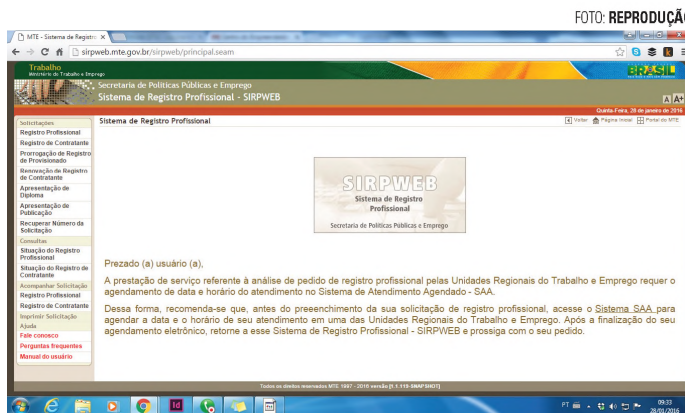 FOTO: REPRODUÇÃO
MTE - Sistema de Registr
sirpweb.mte.gov.br/sirpweb/principal.seam
Trabalho
Ministério do Trabalho e Emprego
BRASIL
Secretaria de Políticas Públicas e Emprego
Sistema de Registro Profissional - SIRPWEB
A A+
Quinta-Feira, 28 de janeiro de 2016
Sistema de Registro Profissional
Voltar Página Inicial Portal do MTE
Solicitações
Registro Profissional
Registro de Contratante
Prorrogação de Registro
de Provisionado
Renovação de Registro
de Contratante
Apresentação de
Diploma
Apresentação de
Publicação
Recuperar Número da
Solicitação
Consultas
Situação do Registro
Profissional
Situação do Registro de
Contratante
Acompanhar Solicitação
Registro Profissional
Registro de Contratante
Imprimir Solicitação
Ajuda
Fale conosco
Perguntas frequentes
Manual do usuário
SIRPWEB
Sistema de Registro
Profissional
Secretaria de Políticas Públicas e Emprego
Prezado (a) usuário (a),
A prestação de serviço referente à análise de pedido de registro profissional pelas Unidades Regionais do Trabalho e Emprego requer o
agendamento de data e horário do atendimento no Sistema de Atendimento Agendado - SAA.
Dessa forma, recomenda-se que, antes do preenchimento da sua solicitação de registro profissional, acesse o Sistema SAA para
agendar a data e o horário de seu atendimento em uma das Unidades Regionais do Trabalho e Emprego. Após a finalização do seu
agendamento eletrônico, retorne a esse Sistema de Registro Profissional - SIRPWEB e prossiga com o seu pedido.
Todos os direitos reservados MTE 1997 - 2016 versão [1.1.119-SNAPSHOT]
PT
09:33
28/01/2016